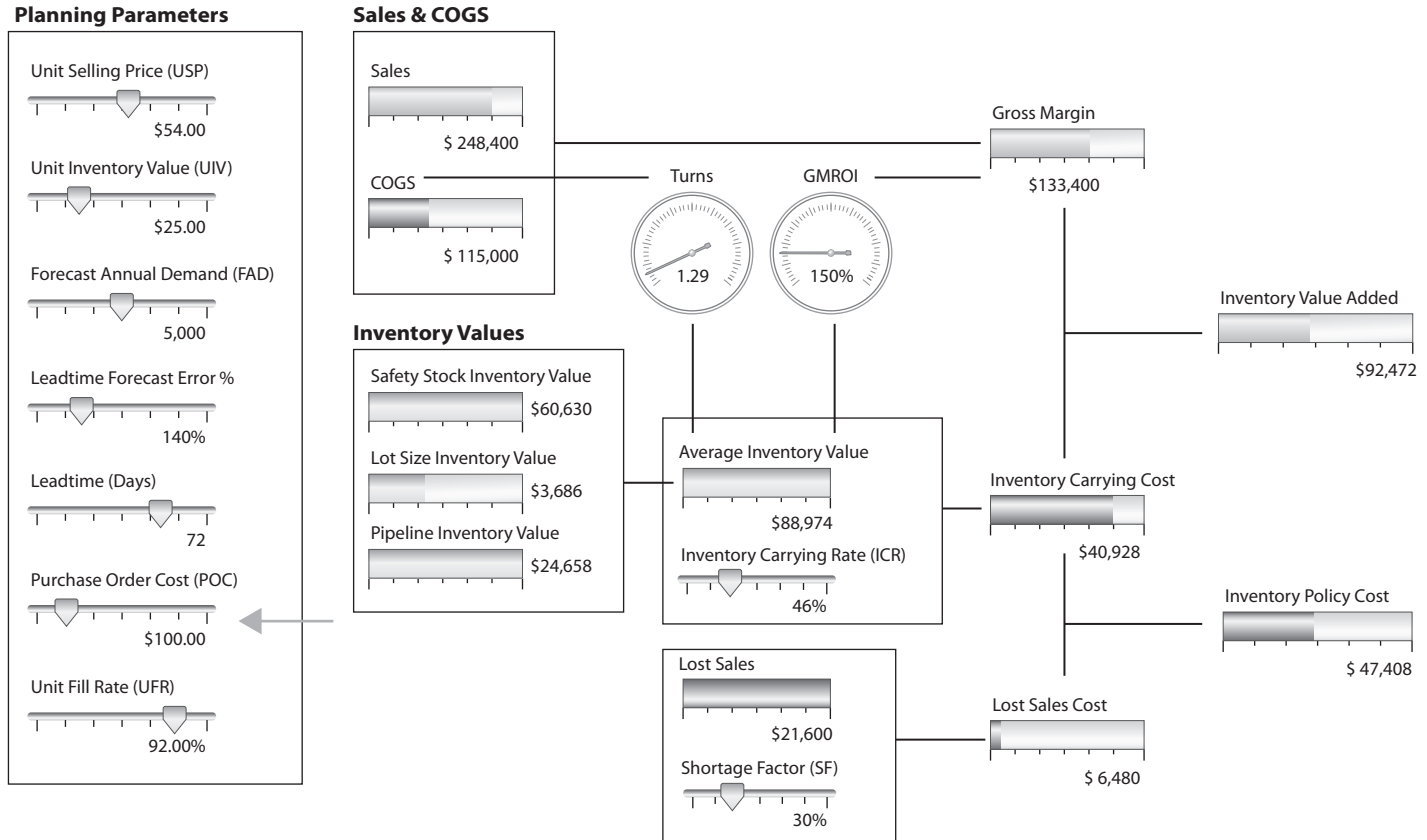 Planning Parameters
Unit Selling Price (USP)
$54.00
Unit Inventory Value (UIV)
$25.00
Forecast Annual Demand (FAD)
5,000
Leadtime Forecast Error %
140%
Leadtime (Days)
72
Purchase Order Cost (POC)
$100.00
Unit Fill Rate (UFR)
92.00%
Sales & COGS
Sales
$ 248,400
COGS
$ 115,000
Inventory Values
Safety Stock Inventory Value
$60,630
Lot Size Inventory Value
$3,686
Pipeline Inventory Value
$24,658
Turns
1.29
GMROI
150%
Average Inventory Value
$88,974
Inventory Carrying Rate (ICR)
46%
Lost Sales
$21,600
Shortage Factor (SF)
30%
Gross Margin
$133,400
Inventory Carrying Cost
$40,928
Lost Sales Cost
$ 6,480
Inventory Value Added
$92,472
Inventory Policy Cost
$ 47,408